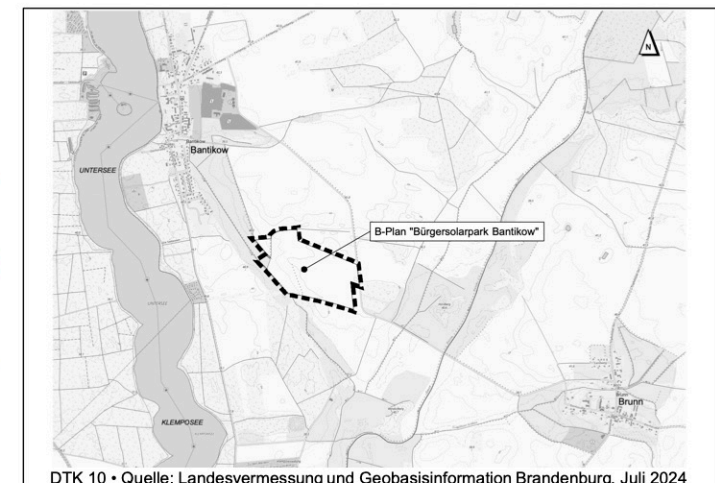 N
Bantikow
UNTERSEE
B-Plan "Bürgersolarpark Bantikow"
KLEMPOSEE
Brunn
DTK 10 • Quelle: Landesvermessung und Geobasisinformation Brandenburg, Juli 2024